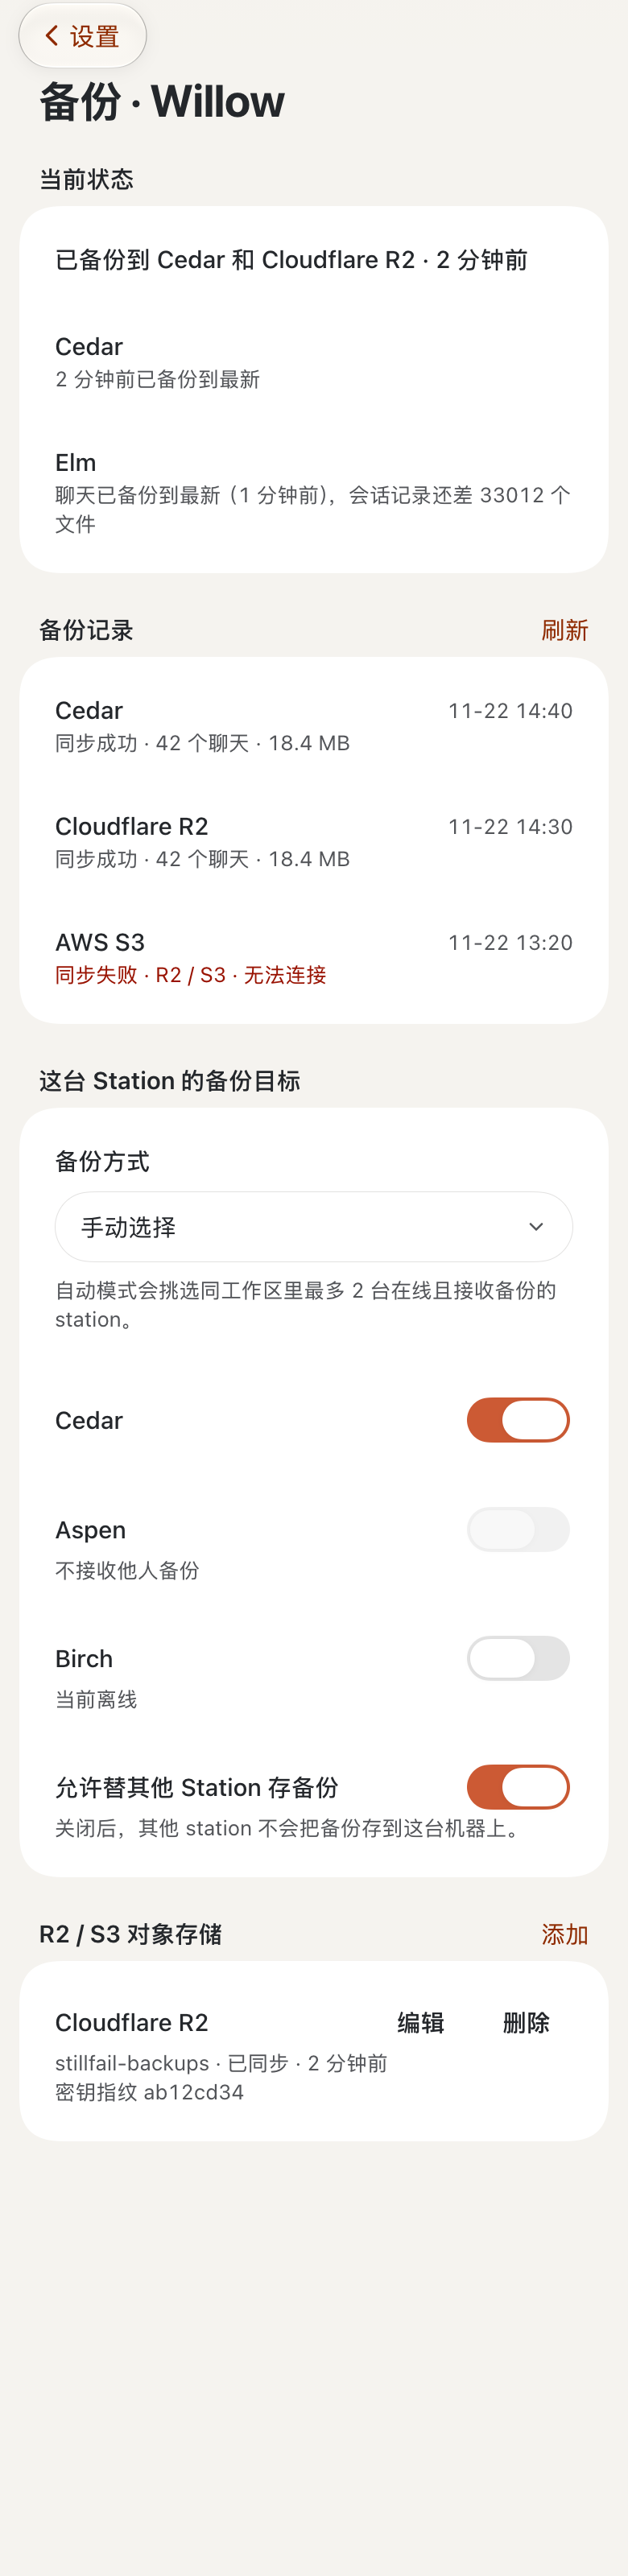 设置
备份 · Willow
当前状态
已备份到 Cedar 和 Cloudflare R2 · 2 分钟前
Cedar
2 分钟前已备份到最新
Elm
聊天已备份到最新（1 分钟前），会话记录还差 33012 个
文件
备份记录
刷新
Cedar
11-22 14:40
同步成功 · 42 个聊天 · 18.4 MB
Cloudflare R2
11-22 14:30
同步成功 · 42 个聊天 · 18.4 MB
AWS S3
11-22 13:20
同步失败 · R2 / S3 · 无法连接
这台 Station 的备份目标
备份方式
手动选择
自动模式会挑选同工作区里最多 2 台在线且接收备份的
station。
Cedar
Aspen
不接收他人备份
Birch
当前离线
允许替其他 Station 存备份
关闭后，其他 station 不会把备份存到这台机器上。
R2 / S3 对象存储
添加
Cloudflare R2
编辑
删除
stillfail-backups · 已同步 · 2 分钟前
密钥指纹 ab12cd34